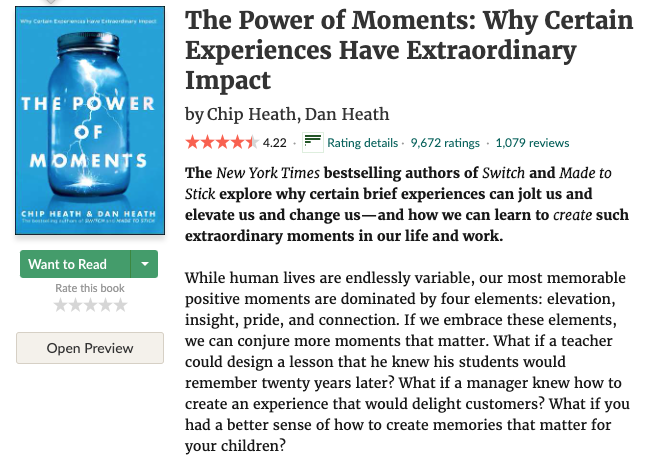 Why Certain Experiences Have Extraordinary Impact
THE POWER
OF
MOMENTS
CHIP HEATH & DAN HEATH
The bestselling authors of SWITCH and MADE TO STICK
Want to Read
Rate this book
Open Preview
The Power of Moments: Why Certain
Experiences Have Extraordinary
Impact
by Chip Heath, Dan Heath
4.22 · Rating details · 9,672 ratings · 1,079 reviews
The New York Times bestselling authors of Switch and Made to
Stick explore why certain brief experiences can jolt us and
elevate us and change us—and how we can learn to create such
extraordinary moments in our life and work.
While human lives are endlessly variable, our most memorable
positive moments are dominated by four elements: elevation,
insight, pride, and connection. If we embrace these elements,
we can conjure more moments that matter. What if a teacher
could design a lesson that he knew his students would
remember twenty years later? What if a manager knew how to
create an experience that would delight customers? What if you
had a better sense of how to create memories that matter for
your children?